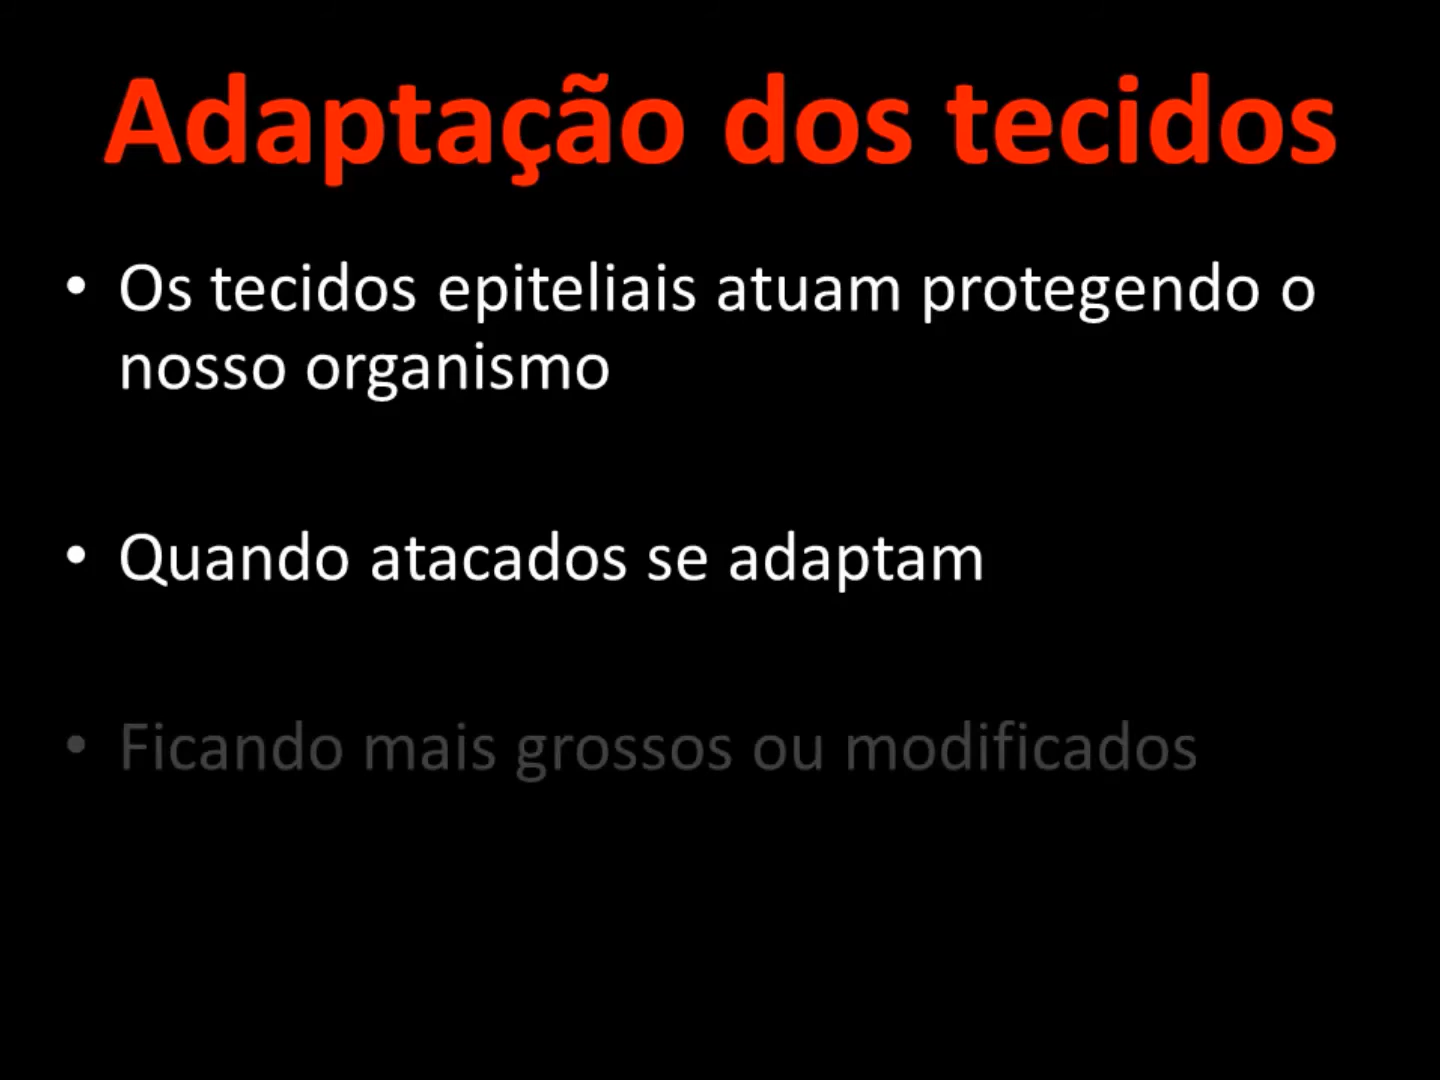 Adaptação dos tecidos
• Os tecidos epiteliais atuam protegendo o
nosso organismo
• Quando atacados se adaptam
• Ficando mais grossos ou modificados